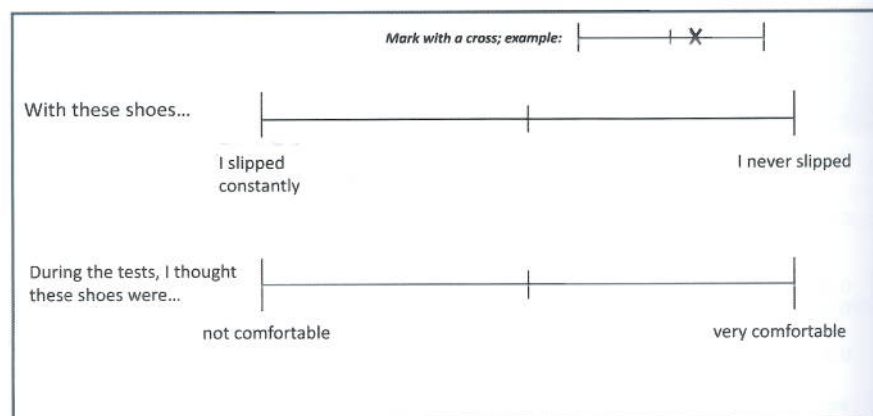 Mark with a cross; example:
With these shoes...
I slipped
constantly
I never slipped
During the tests, I thought
these shoes were...
not comfortable
very comfortable